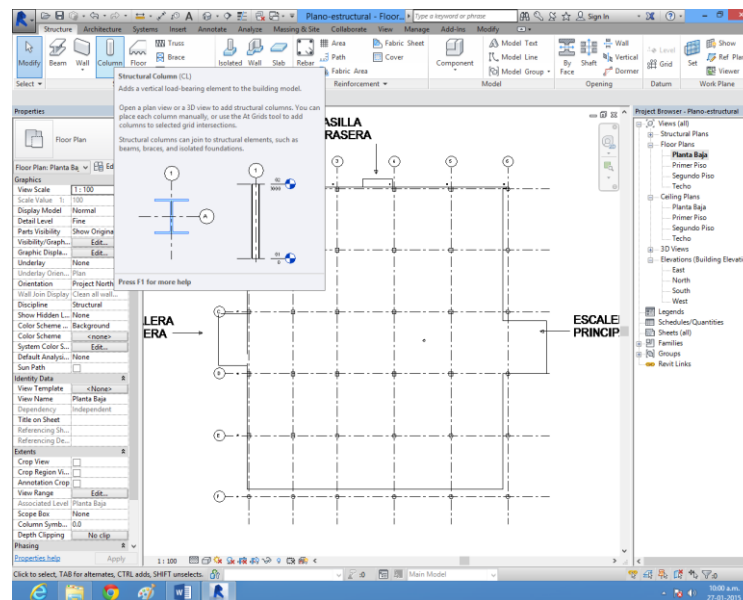 Plano-estructural - Floor...
Type a keyword or phrase
Sign In
Structure Architecture Systems Insert Annotate Analyze Massing & Site Collaborate View Manage Add-Ins Modify
Modify Beam Wall Column Floor Truss Brace Isolated Wall Slab Rebar Area Path Fabric Area Fabric Sheet Cover Component Model Text Model Line Model Group By Face Shaft Wall Vertical Dormer Level Grid Set Show Ref Plane Viewer
Select Reinforcement Model Opening Datum Work Plane
Structural Column (CL)
Adds a vertical load-bearing element to the building model.
Open a plan view or a 3D view to add structural columns. You can
place each column manually, or use the At Grids tool to add
columns to selected grid intersections.
Structural columns can join to structural elements, such as
beams, braces, and isolated foundations.
1
1
A
Press F1 for more help
Properties
Floor Plan
Floor Plan: Planta Ba
Graphics
View Scale 1 : 100
Scale Value 1: 100
Display Model Normal
Detail Level Fine
Parts Visibility Show Origina
Visibility/Graph... Edit...
Graphic Displa... Edit...
Underlay None
Underlay Orien... Plan
Orientation Project North
Wall Join Display Clean all wall...
Discipline Structural
Show Hidden L... None
Color Scheme ... Background
Color Scheme <none>
System Color S... Edit...
Default Analysi... None
Sun Path
Identity Data
View Template <None>
View Name Planta Baja
Dependency Independent
Title on Sheet
Referencing Sh...
Referencing De...
Extents
Crop View
Crop Region Vi...
Annotation Crop
View Range Edit...
Associated Level Planta Baja
Scope Box None
Column Symb... 0.0
Depth Clipping No clip
Phasing
Properties help Apply
ASILLA
RASERA
3 4 5 6
C
LERA
ERA
ESCALE
PRINCIP
D
E
F
1 : 100
Project Browser - Plano-estructural
Views (all)
Structural Plans
Floor Plans
Planta Baja
Primer Piso
Segundo Piso
Techo
Ceiling Plans
Planta Baja
Primer Piso
Segundo Piso
Techo
3D Views
Elevations (Building Elevati
East
North
South
West
Legends
Schedules/Quantities
Sheets (all)
Families
Groups
Revit Links
Click to select, TAB for alternates, CTRL adds, SHIFT unselects.
:0
Main Model
:0
10:00 a.m.
27-01-2015